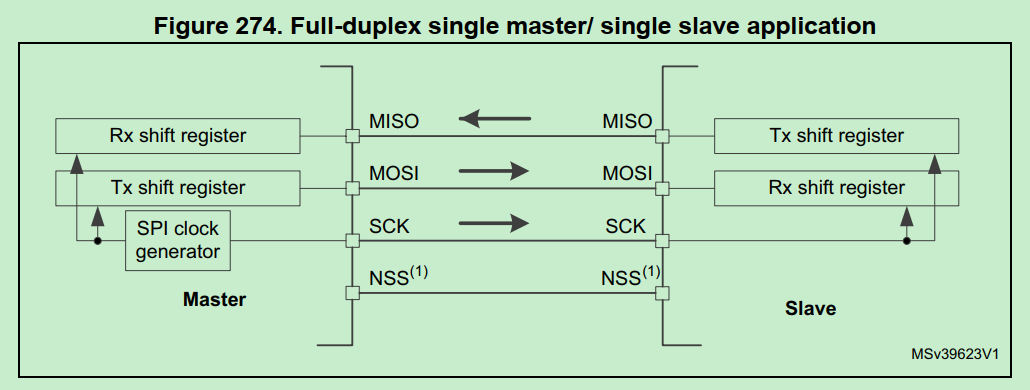 Figure 274. Full-duplex single master/ single slave application
MISO MISO
Rx shift register Tx shift register
MOSI MOSI
Tx shift register Rx shift register
SCK SCK
SPI clock
generator
NSS(1) NSS(1)
Master Slave
MSv39623V1